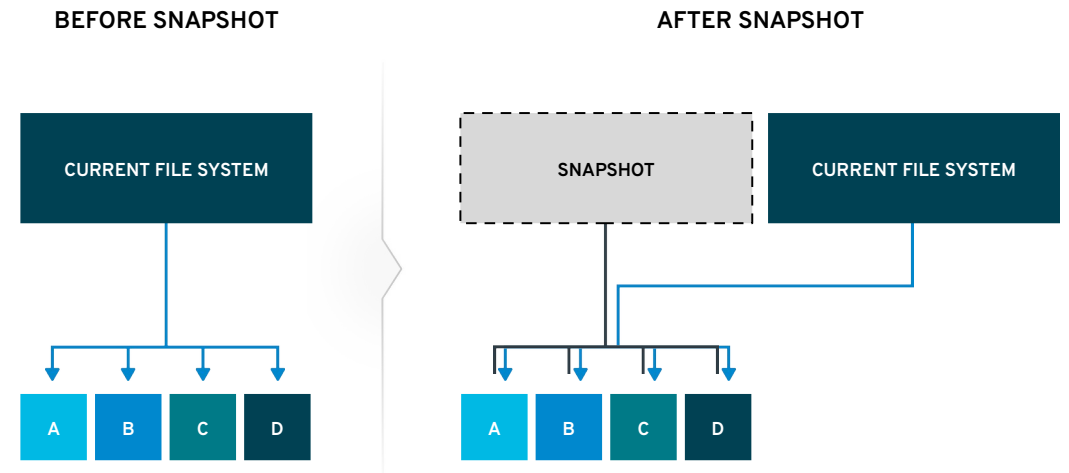 BEFORE SNAPSHOT
AFTER SNAPSHOT
CURRENT FILE SYSTEM
SNAPSHOT
CURRENT FILE SYSTEM
A
B
C
D
A
B
C
D